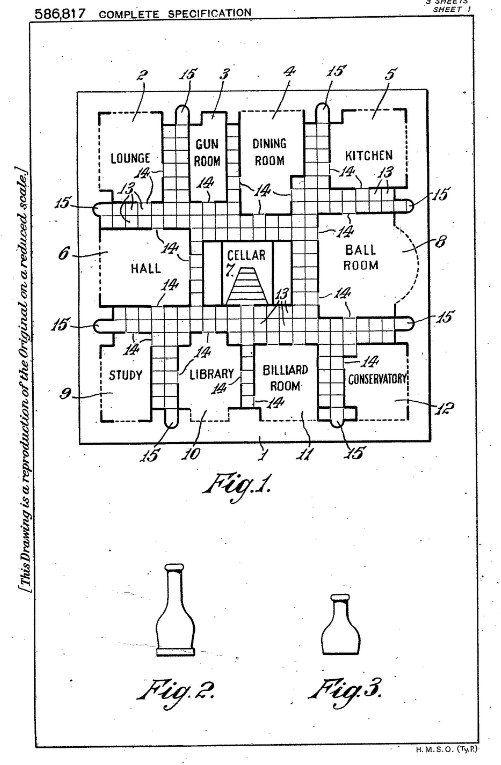 586,817 COMPLETE SPECIFICATION
3 SHEETS
SHEET 1
[This Drawing is a reproduction of the Original on a reduced scale.]
2 15 3 4 15 5
LOUNGE
GUN
ROOM
DINING
ROOM
KITCHEN
14 14 14 14 14
13 13
15 15
14 14 14
6 HALL
CELLAR
7.
BALL
ROOM
8
13
14 14
15 15
14 14 14 14
STUDY
LIBRARY
BILLIARD
ROOM
CONSERVATORY
9 14 14 12
15 10 1 11 15
Fig.1.
Fig.2.
Fig.3.
H.M.S.O. (Ty.P.)